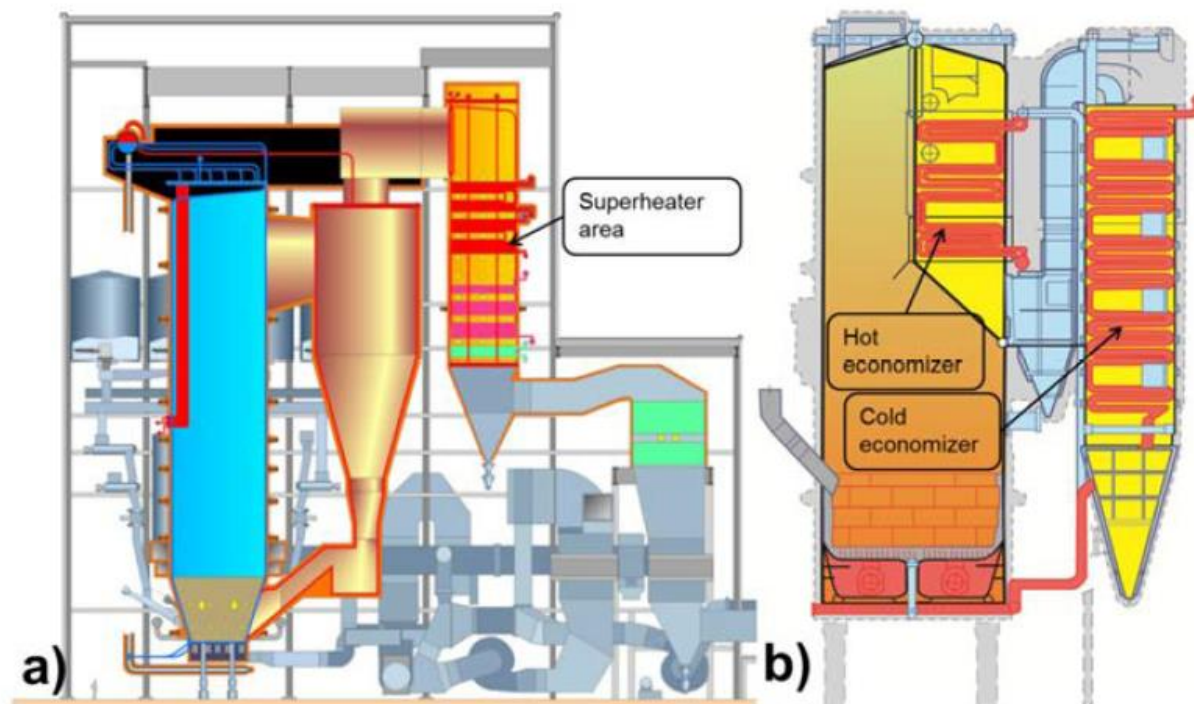 Superheater
area
a)
Hot
economizer
Cold
economizer
b)